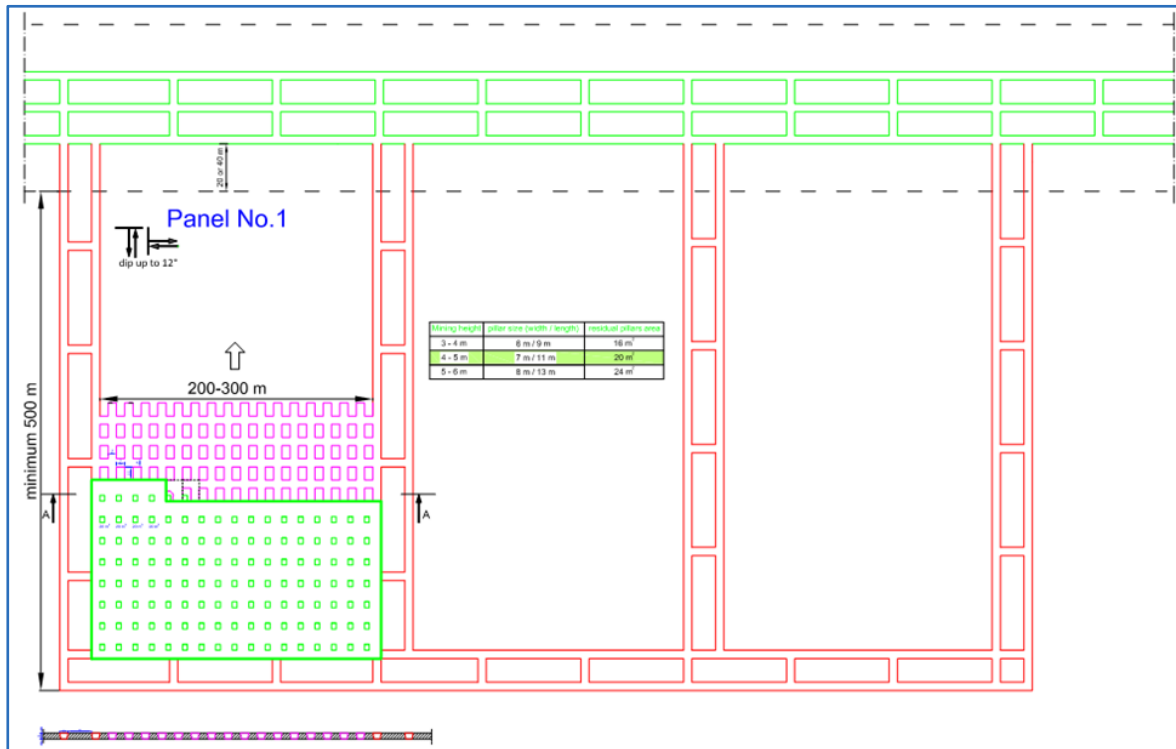 20 or 40 m
Panel No.1
dip up to 12°
Mining height pillar size (width / length) residual pillars area
3 - 4 m 6 m / 9 m 16 m²
4 - 5 m 7 m / 11 m 20 m²
5 - 6 m 8 m / 13 m 24 m²
200-300 m
minimum 500 m
A A